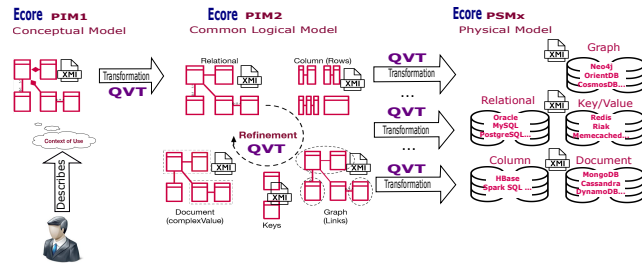 Ecore PIM1
Conceptual Model
XMI
Transformation
QVT
Context of Use
Describes
Ecore PIM2
Common Logical Model
Relational
XMI
Column (Rows)
XMI
Refinement
QVT
XMI
Document
(complexValue)
XMI
Keys
XMI
Graph
(Links)
QVT
Transformation
...
QVT
Transformation
...
QVT
Transformation
Ecore PSMx
Physical Model
XMI
Graph
Neo4j
OrientDB
CosmosDB...
Relational
XMI
Key/Value
Oracle
MySQL
PostgreSQL...
Redis
Riak
Memecached...
Column
XMI
Document
HBase
Spark SQL ...
MongoDB
Cassandra
DynamoDB...